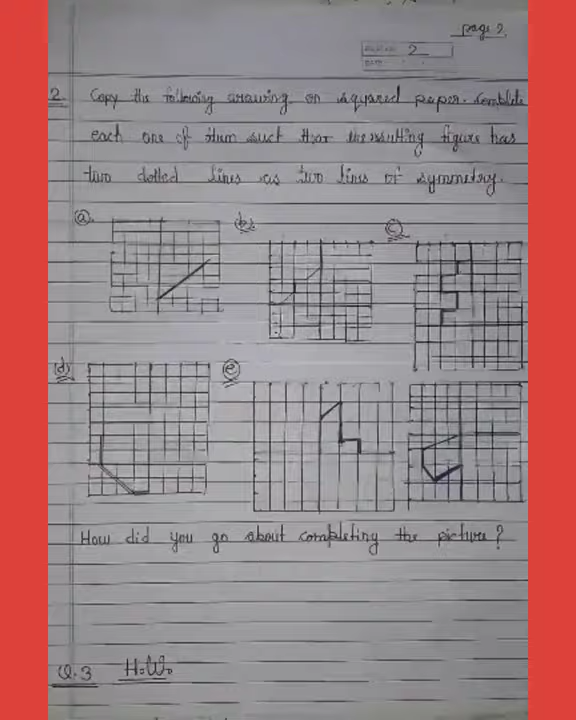 page 2.
2
2 Copy the following drawing on squared paper. Complete
each one of them such that the resulting figure has
two dotted lines as two lines of symmetry.
(a) (b) (c)
(d) (e)
How did you go about completing the picture?
Q.3 H.W.